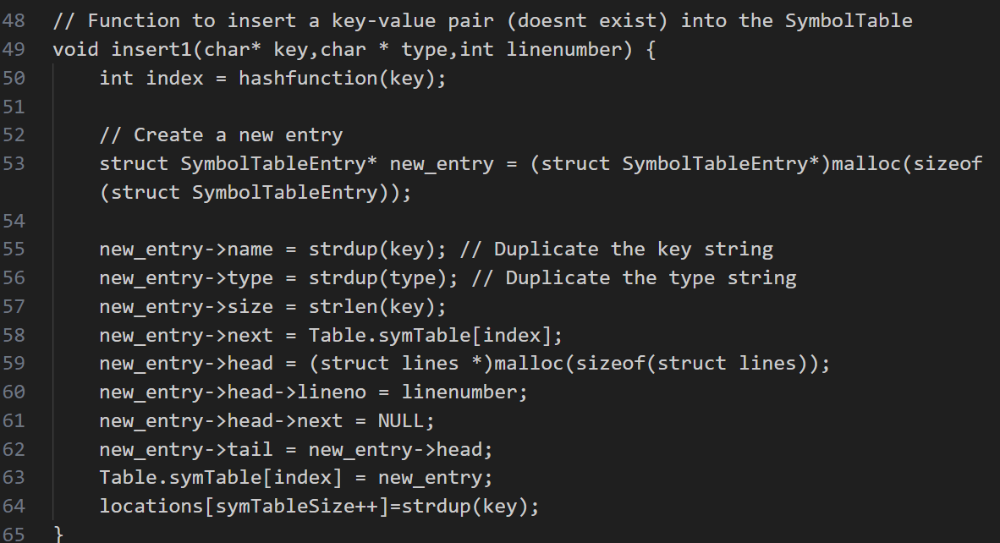 48 // Function to insert a key-value pair (doesnt exist) into the SymbolTable
49 void insert1(char* key,char * type,int linenumber) {
50 int index = hashfunction(key);
51
52 // Create a new entry
53 struct SymbolTableEntry* new_entry = (struct SymbolTableEntry*)malloc(sizeof
(struct SymbolTableEntry));
54
55 new_entry->name = strdup(key); // Duplicate the key string
56 new_entry->type = strdup(type); // Duplicate the type string
57 new_entry->size = strlen(key);
58 new_entry->next = Table.symTable[index];
59 new_entry->head = (struct lines *)malloc(sizeof(struct lines));
60 new_entry->head->lineno = linenumber;
61 new_entry->head->next = NULL;
62 new_entry->tail = new_entry->head;
63 Table.symTable[index] = new_entry;
64 locations[symTableSize++]=strdup(key);
65 }